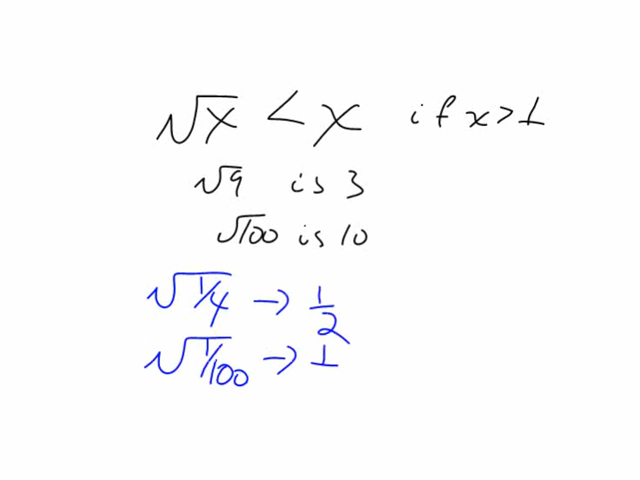 √x < x if x>1
√9 is 3
√100 is 10
√1/4 → 1/2
√1/100 → 1